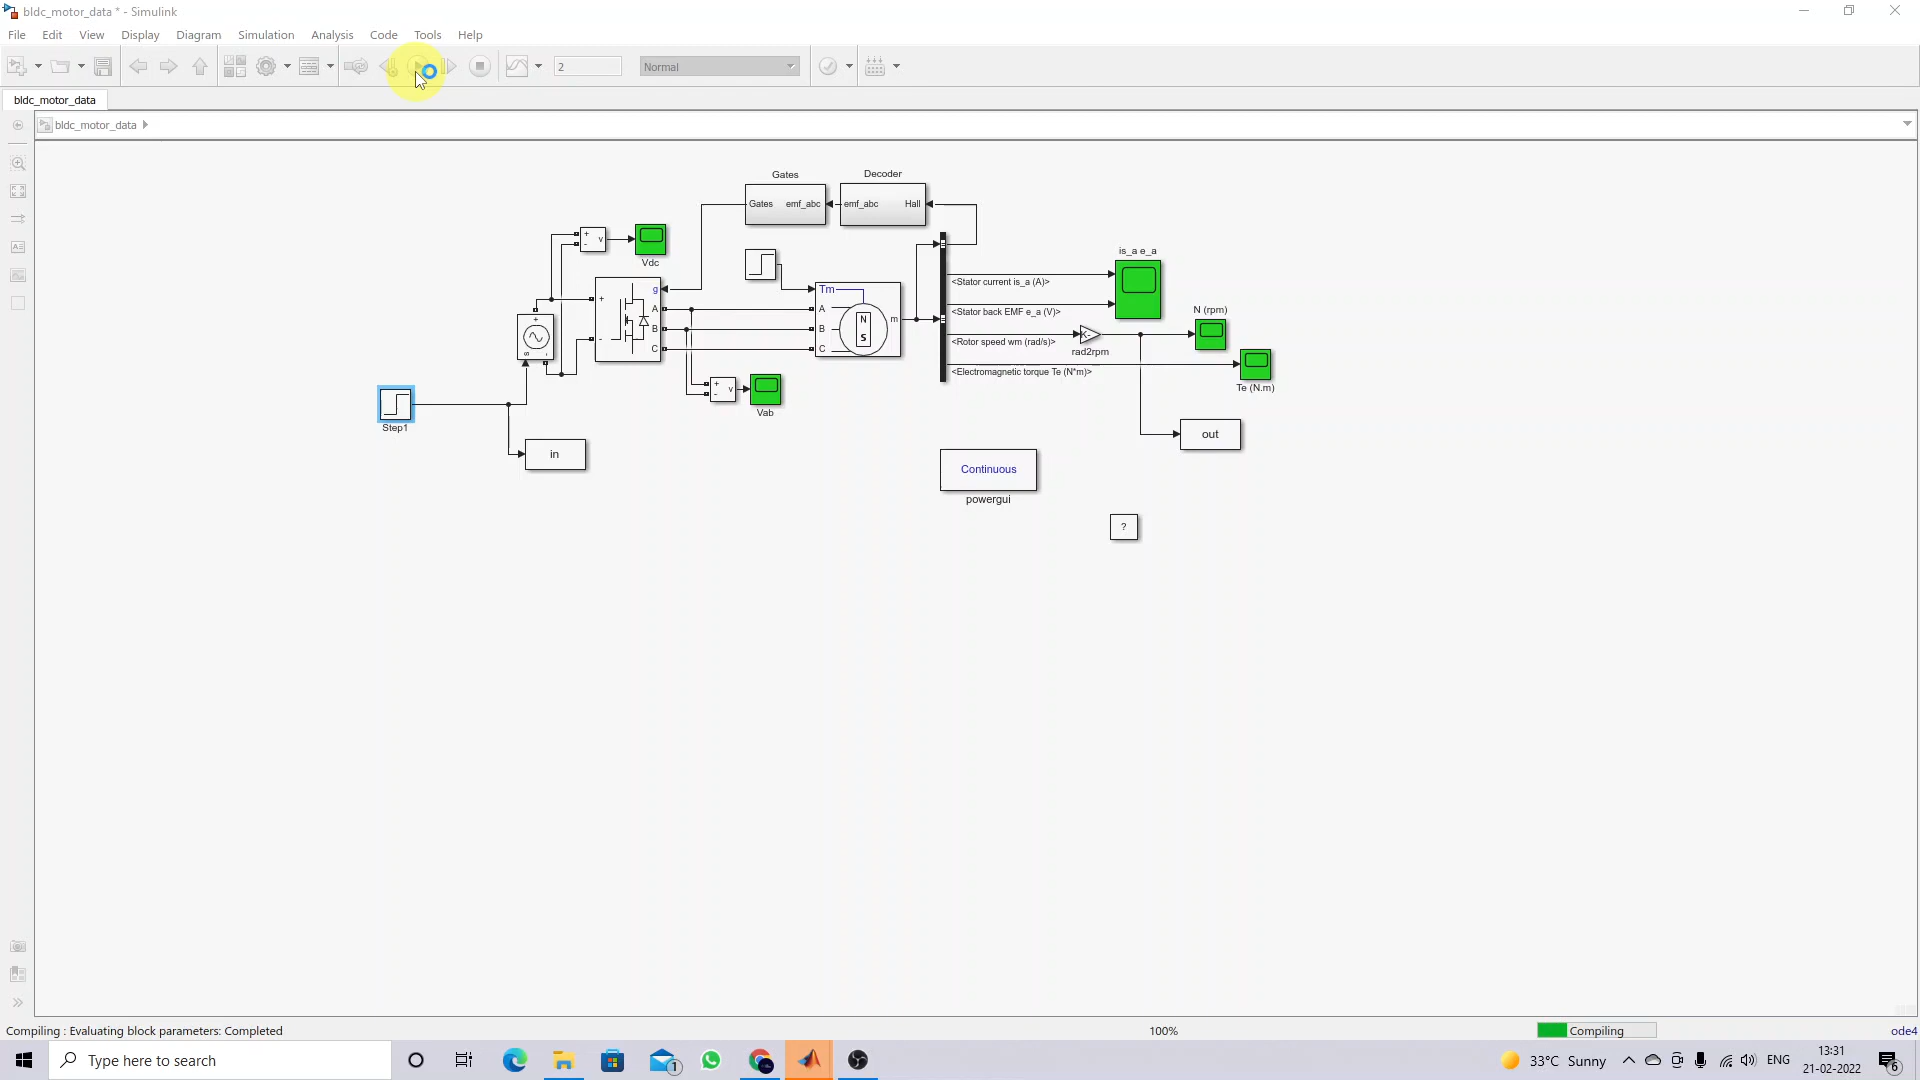 bldc_motor_data * - Simulink
File Edit View Display Diagram Simulation Analysis Code Tools Help
2 Normal
bldc_motor_data
bldc_motor_data
Gates Decoder
Gates emf_abc emf_abc Hall
+ - v
Vdc
is_a e_a
<Stator current is_a (A)>
g + A B - C
Tm A B C N S m
<Stator back EMF e_a (V)>
N (rpm)
K-
rad2rpm
<Rotor speed wm (rad/s)>
<Electromagnetic torque Te (N*m)>
Te (N.m)
+ s -
+ - v
Vab
Step1
in
out
Continuous
powergui
?
Compiling : Evaluating block parameters: Completed 100% Compiling ode4
Type here to search
1
33°C Sunny
ENG
13:31
21-02-2022
6